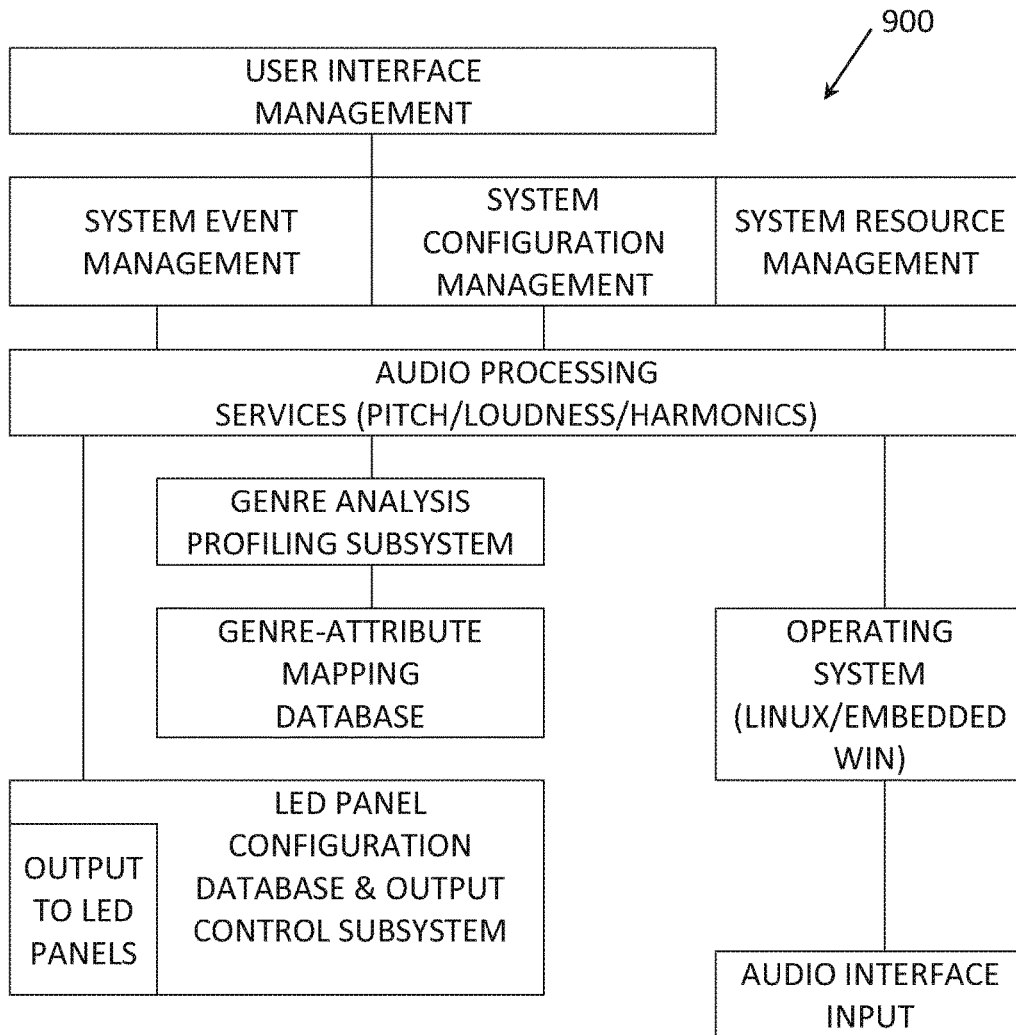 900
USER INTERFACE
MANAGEMENT
SYSTEM EVENT
MANAGEMENT
SYSTEM
CONFIGURATION
MANAGEMENT
SYSTEM RESOURCE
MANAGEMENT
AUDIO PROCESSING
SERVICES (PITCH/LOUDNESS/HARMONICS)
GENRE ANALYSIS
PROFILING SUBSYSTEM
GENRE-ATTRIBUTE
MAPPING
DATABASE
OPERATING
SYSTEM
(LINUX/EMBEDDED
WIN)
LED PANEL
CONFIGURATION
DATABASE & OUTPUT
CONTROL SUBSYSTEM
OUTPUT
TO LED
PANELS
AUDIO INTERFACE
INPUT